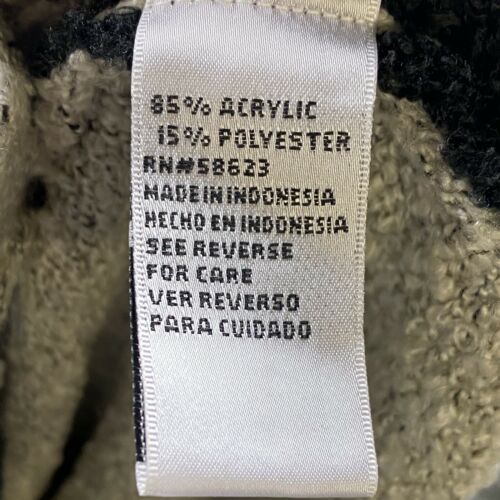 85% ACRYLIC
15% POLYESTER
RN#58623
MADE IN INDONESIA
HECHO EN INDONESIA
SEE REVERSE
FOR CARE
VER REVERSO
PARA CUIDADO